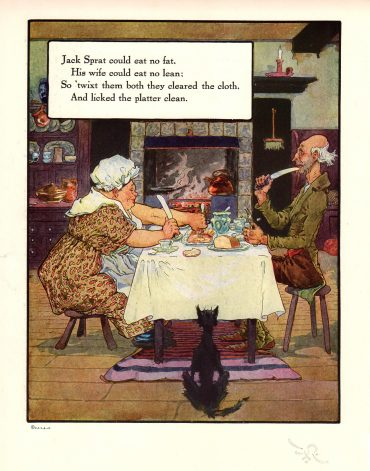 Jack Sprat could eat no fat.
His wife could eat no lean:
So 'twixt them both they cleared the cloth,
And licked the platter clean.